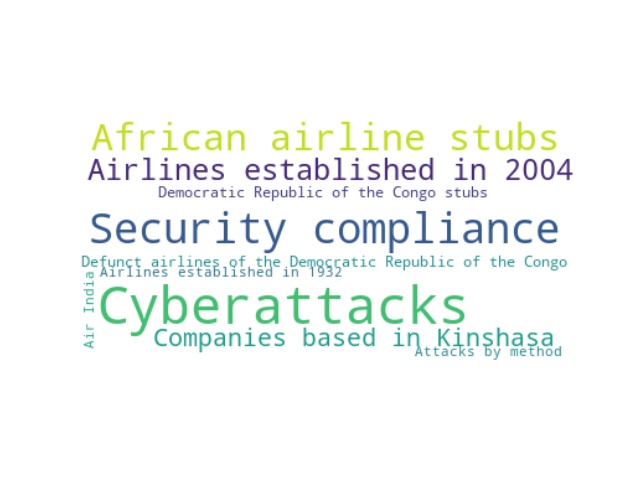 African airline stubs
Airlines established in 2004
Democratic Republic of the Congo stubs
Security compliance
Defunct airlines of the Democratic Republic of the Congo
Airlines established in 1932
Air India
Cyberattacks
Companies based in Kinshasa
Attacks by method